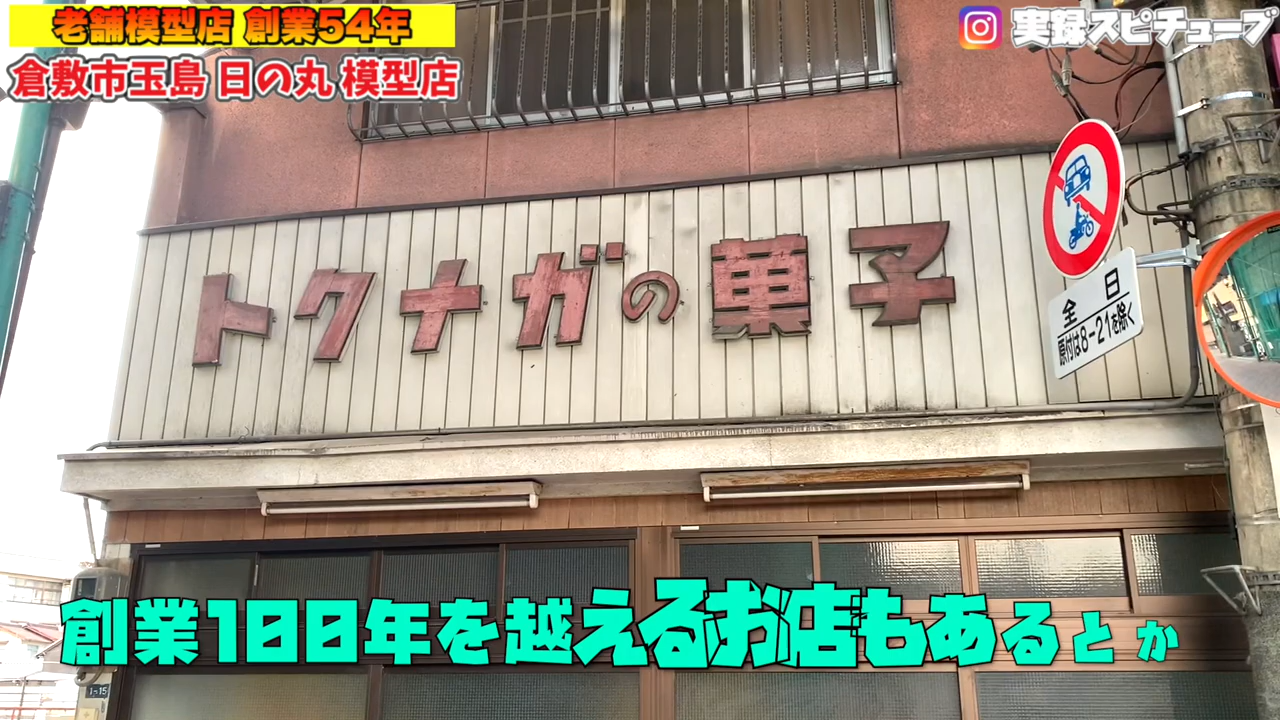 老舗模型店 創業54年
倉敷市玉島 日の丸 模型店
実録スピチューブ
トクナガの菓子
全日
原付は8-21を除く
創業100年を越えるお店もあるとか
1-15